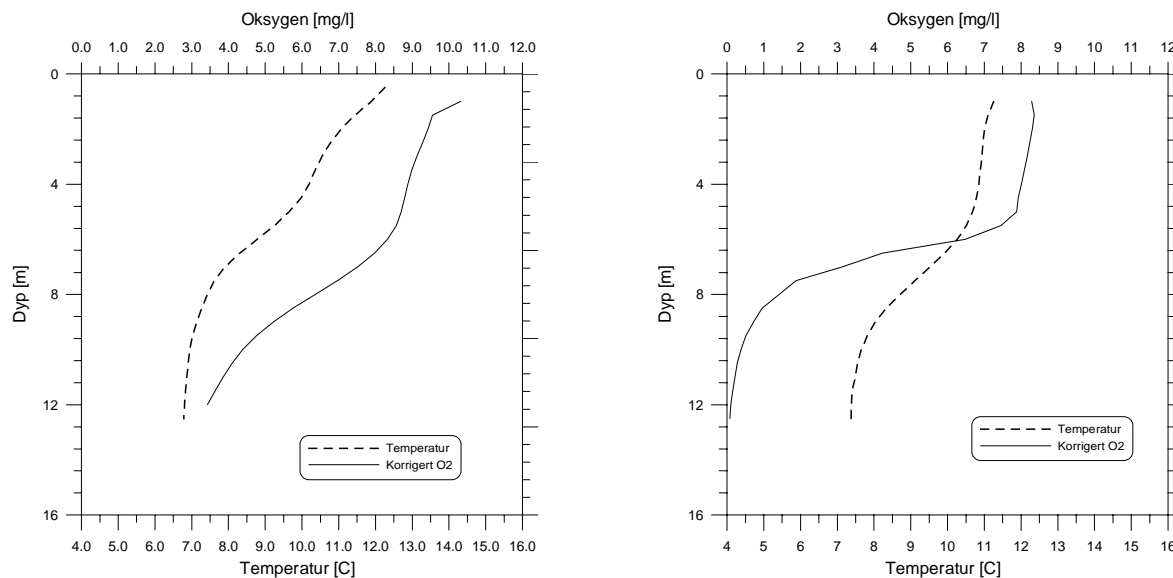 Oksygen [mg/l]
0.0 1.0 2.0 3.0 4.0 5.0 6.0 7.0 8.0 9.0 10.0 11.0 12.0
0
4
8
12
16
Dyp [m]
Temperatur
Korrigert O2
4.0 5.0 6.0 7.0 8.0 9.0 10.0 11.0 12.0 13.0 14.0 15.0 16.0
Temperatur [C]
Oksygen [mg/l]
0 1 2 3 4 5 6 7 8 9 10 11 12
0
4
8
12
16
Dyp [m]
Temperatur
Korrigert O2
4 5 6 7 8 9 10 11 12 13 14 15 16
Temperatur [C]